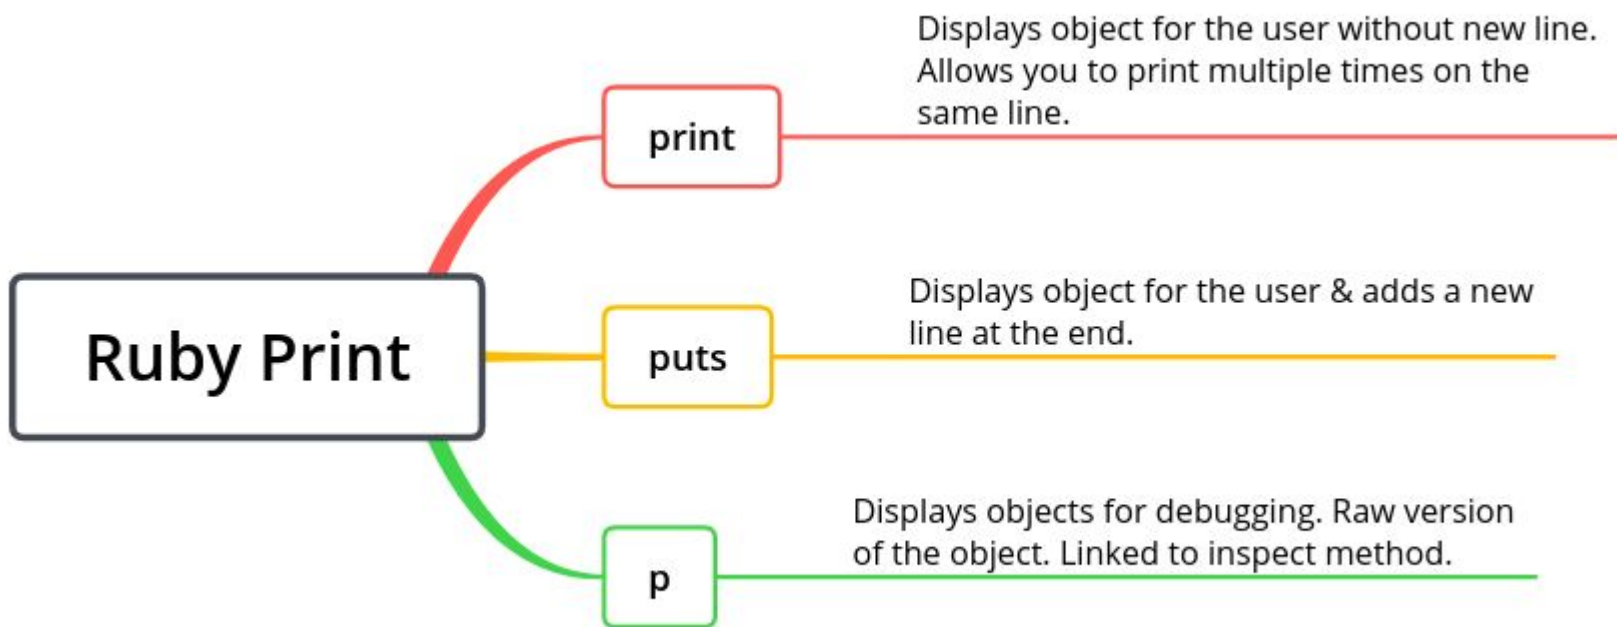 Ruby Print
print
Displays object for the user without new line.
Allows you to print multiple times on the
same line.
puts
Displays object for the user & adds a new
line at the end.
p
Displays objects for debugging. Raw version
of the object. Linked to inspect method.